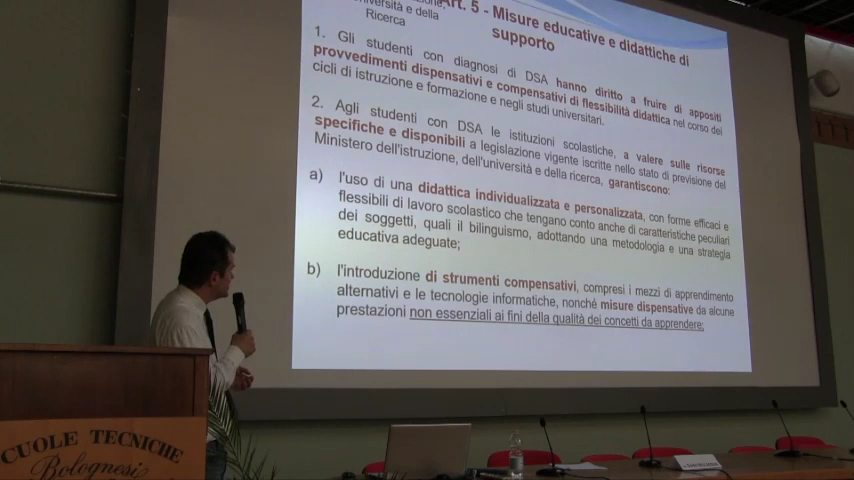 Università e della
Ricerca
Art. 5 - Misure educative e didattiche di
supporto
1. Gli studenti con diagnosi di DSA hanno diritto a fruire di appositi
provvedimenti dispensativi e compensativi di flessibilità didattica nel corso dei
cicli di istruzione e formazione e negli studi universitari.
2. Agli studenti con DSA le istituzioni scolastiche, a valere sulle risorse
specifiche e disponibili a legislazione vigente iscritte nello stato di previsione del
Ministero dell'istruzione, dell'università e della ricerca, garantiscono:
a) l'uso di una didattica individualizzata e personalizzata, con forme efficaci e
flessibili di lavoro scolastico che tengano conto anche di caratteristiche peculiari
dei soggetti, quali il bilinguismo, adottando una metodologia e una strategia
educativa adeguate;
b) l'introduzione di strumenti compensativi, compresi i mezzi di apprendimento
alternativi e le tecnologie informatiche, nonché misure dispensative da alcune
prestazioni non essenziali ai fini della qualità dei concetti da apprendere;
CUOLE TECNICHE
Bolognesi